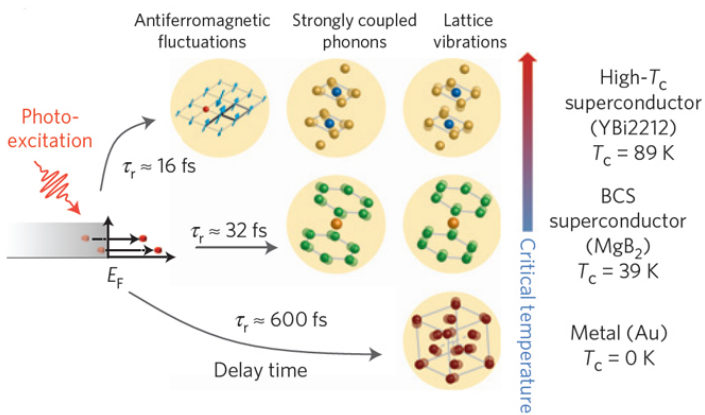 Antiferromagnetic
fluctuations
Strongly coupled
phonons
Lattice
vibrations
Photo-
excitation
τr ≈ 16 fs
τr ≈ 32 fs
τr ≈ 600 fs
Delay time
EF
Critical temperature
High-Tc
superconductor
(YBi2212)
Tc = 89 K
BCS
superconductor
(MgB2)
Tc = 39 K
Metal (Au)
Tc = 0 K